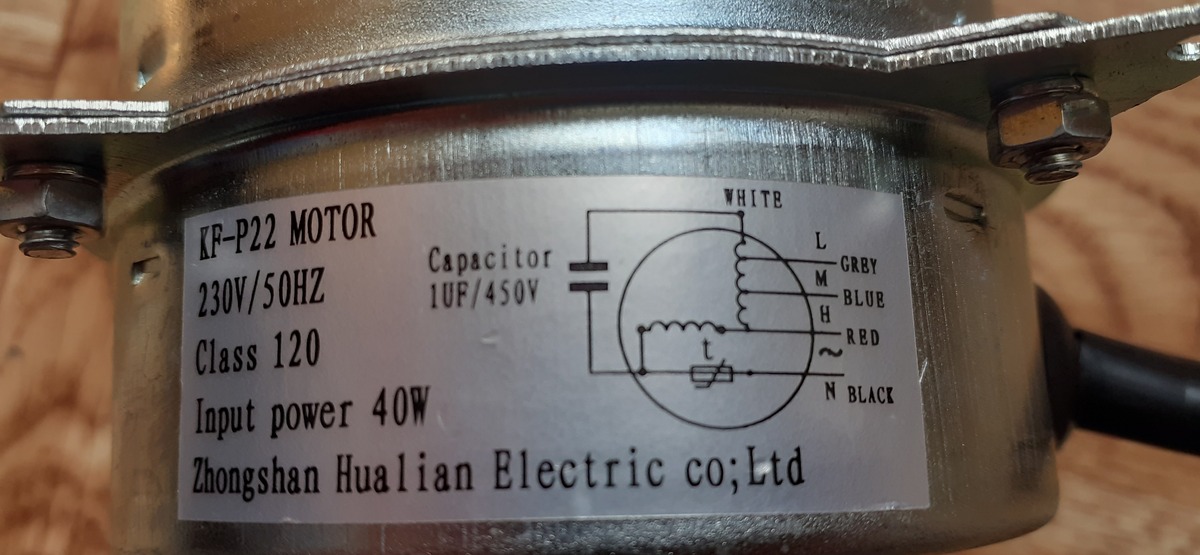 KF-P22 MOTOR
230V/50HZ
Class 120
Input power 40W
Zhongshan Hualian Electric co;Ltd
Capacitor
1UF/450V
WHITE
L
GRBY
M
BLUE
H
RED
~
t
N BLACK